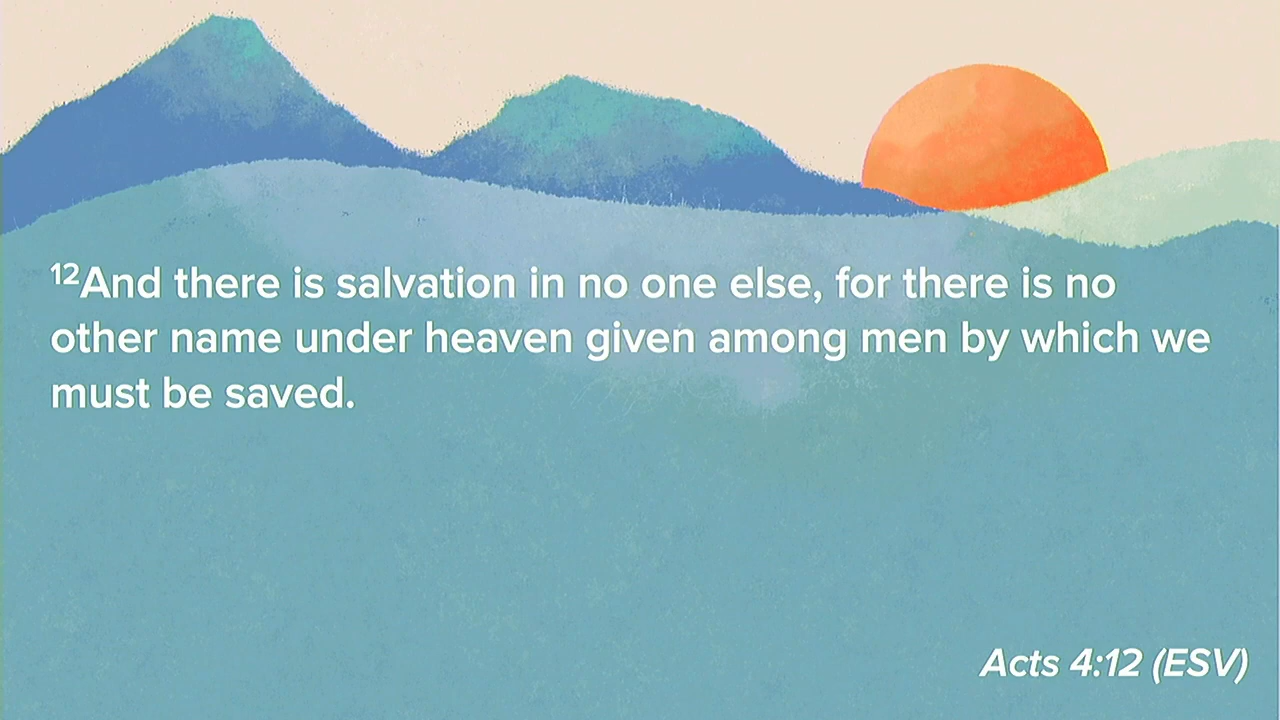 ¹²And there is salvation in no one else, for there is no
other name under heaven given among men by which we
must be saved.
Acts 4:12 (ESV)